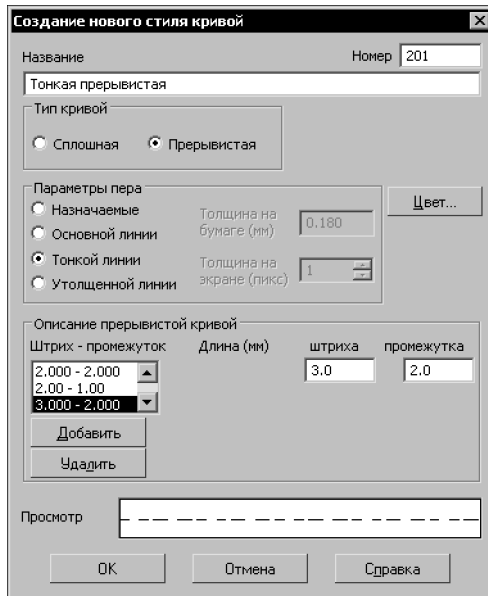 Создание нового стиля кривой
Название
Номер 201
Тонкая прерывистая
Тип кривой
Сплошная Прерывистая
Параметры пера
Назначаемые
Основной линии
Тонкой линии
Утолщенной линии
Толщина на
бумаге (мм)
0.180
Толщина на
экране (пикс)
1
Цвет...
Описание прерывистой кривой
Штрих - промежуток Длина (мм) штриха промежутка
2.000 - 2.000
2.00 - 1.00
3.000 - 2.000
3.0 2.0
Добавить
Удалить
Просмотр
OK Отмена Справка